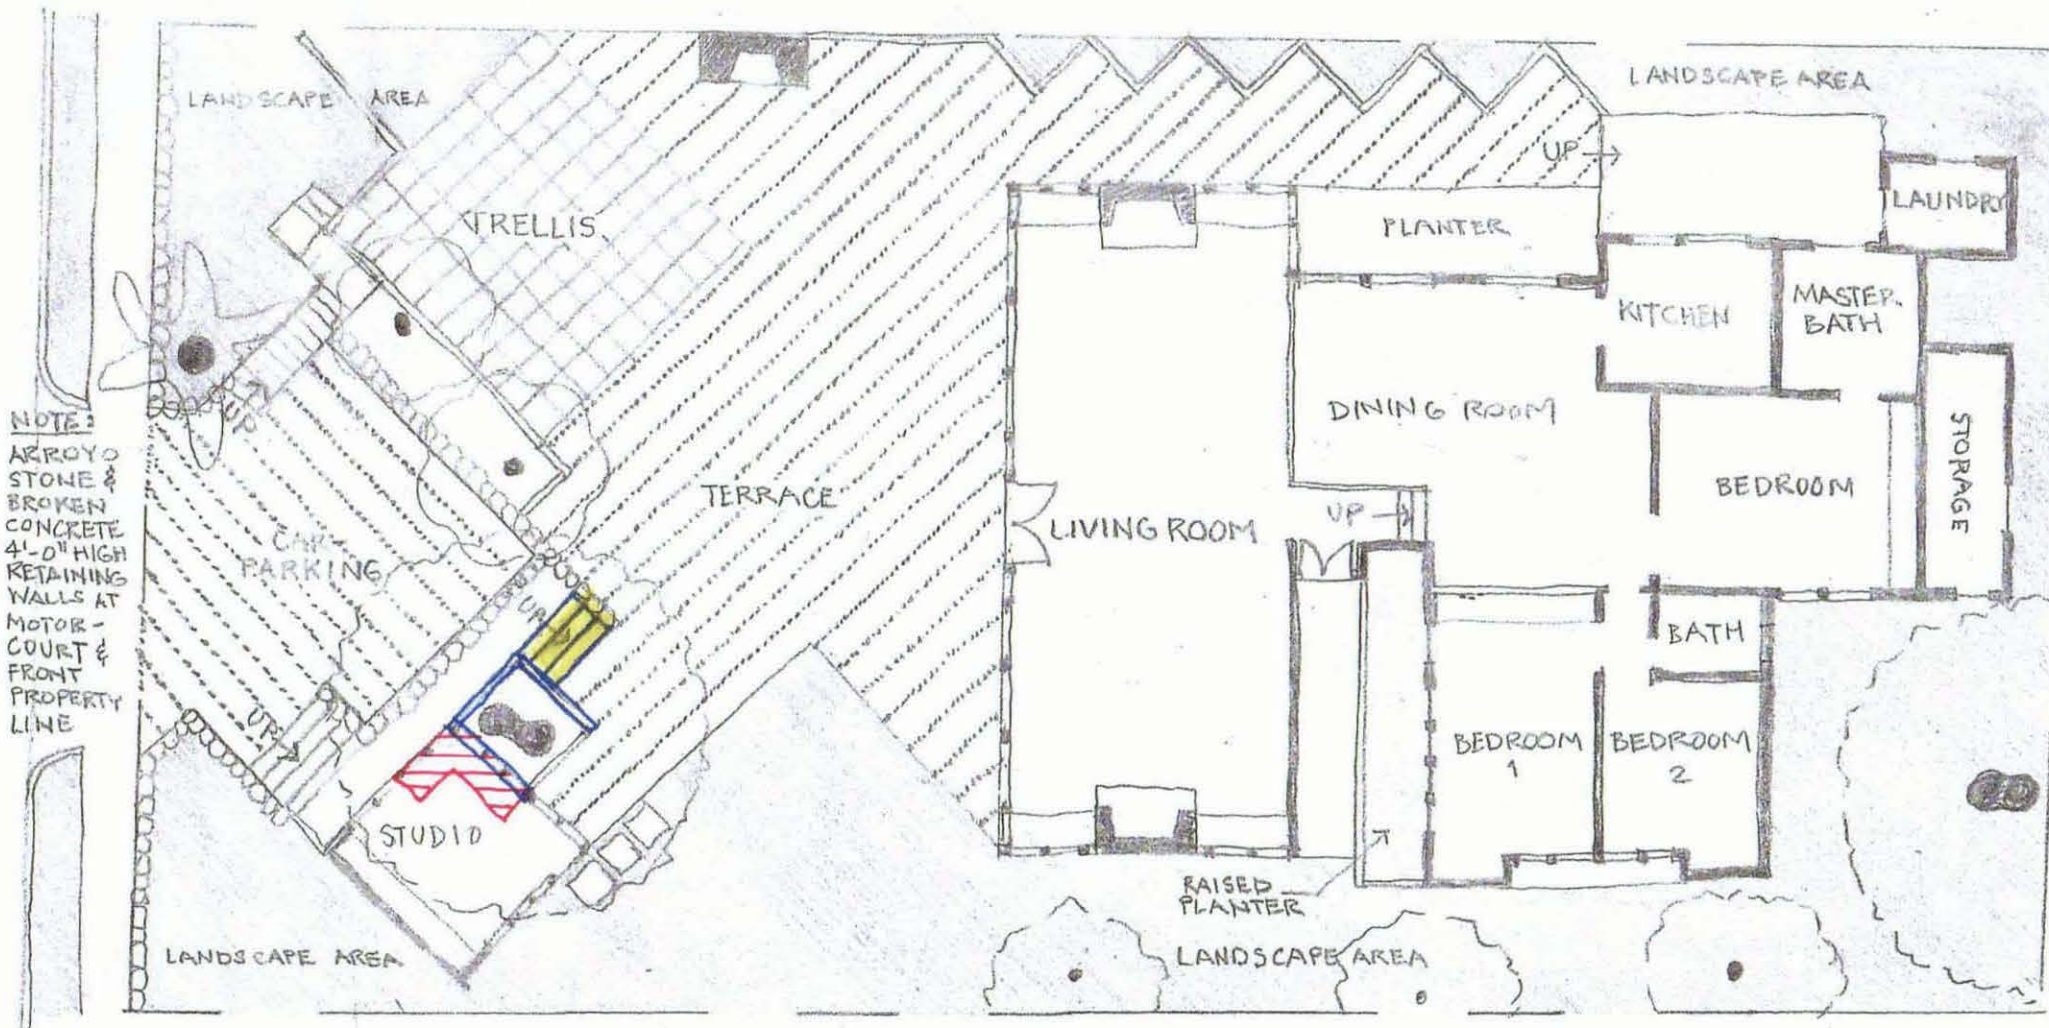 LANDSCAPE AREA
LANDSCAPE AREA
UP →
LAUNDRY
TRELLIS
PLANTER
KITCHEN
MASTER
BATH
UP
NOTE:
ARROYO
STONE &
BROKEN
CONCRETE
4'-0" HIGH
RETAINING
WALLS AT
MOTOR-
COURT &
FRONT
PROPERTY
LINE
DINING ROOM
STORAGE
BEDROOM
TERRACE
UP →
LIVING ROOM
CAR
PARKING
UP
BATH
UP
BEDROOM
1
BEDROOM
2
STUDIO
RAISED
PLANTER
LANDSCAPE AREA
LANDSCAPE AREA